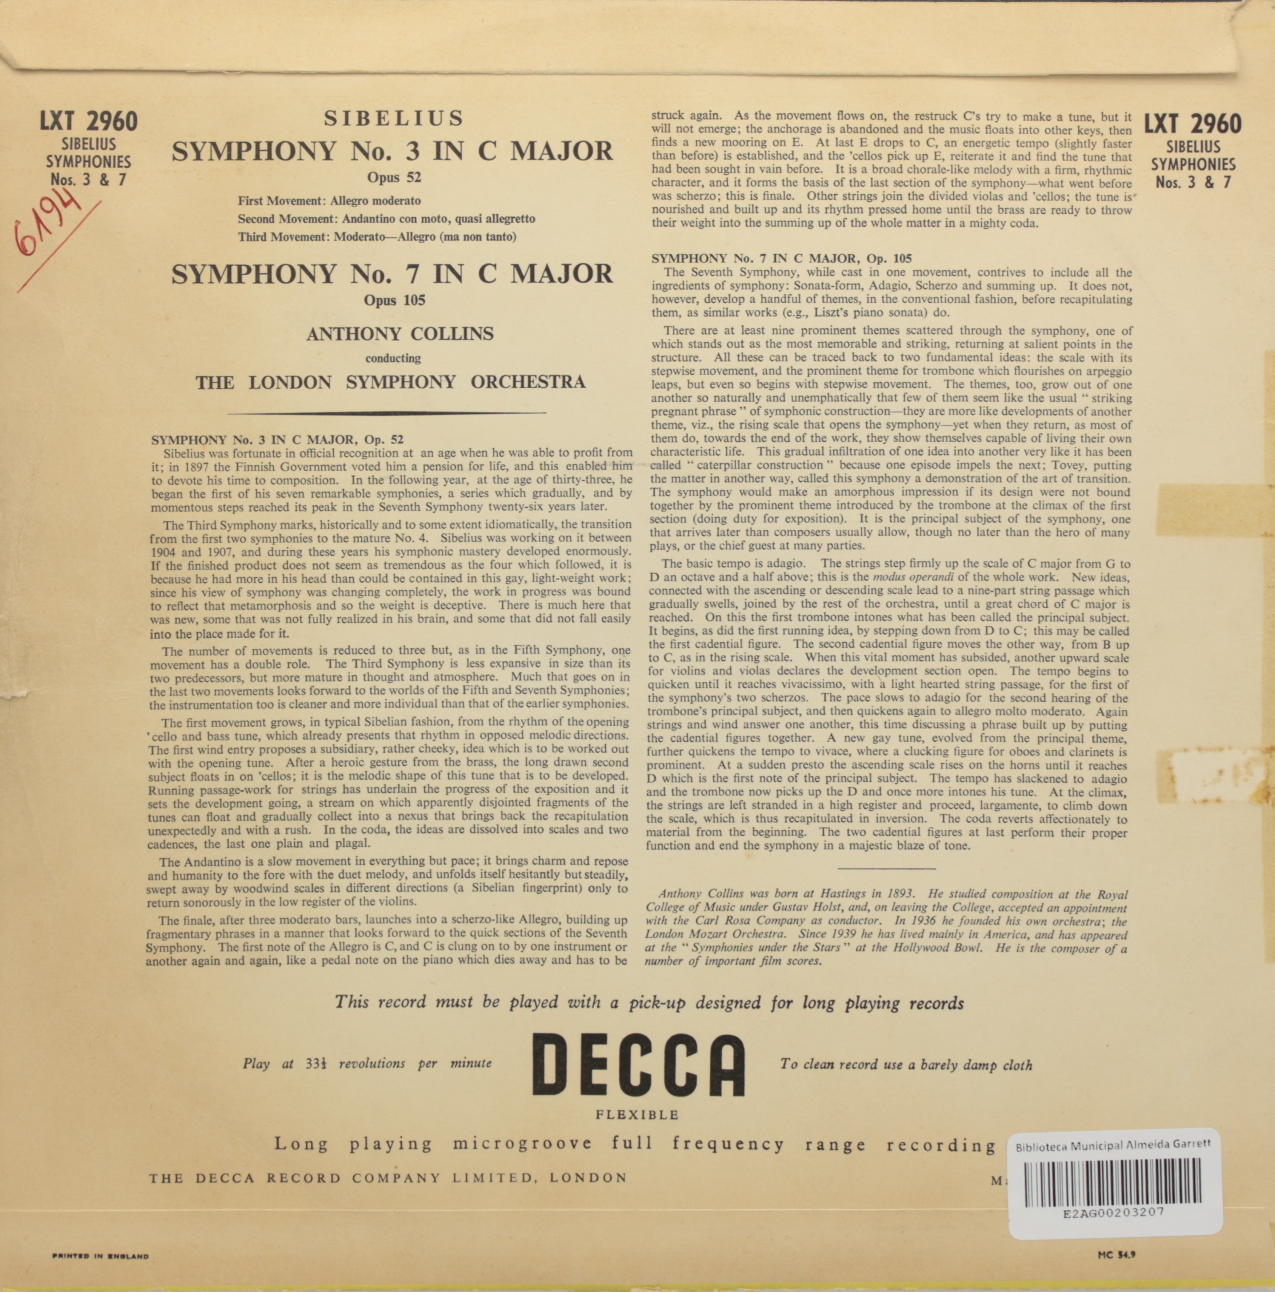 LXT 2960
SIBELIUS
SYMPHONIES
Nos. 3 & 7
6194
SIBELIUS
SYMPHONY No. 3 IN C MAJOR
Opus 52
First Movement: Allegro moderato
Second Movement: Andantino con moto, quasi allegretto
Third Movement: Moderato—Allegro (ma non tanto)
SYMPHONY No. 7 IN C MAJOR
Opus 105
ANTHONY COLLINS
conducting
THE LONDON SYMPHONY ORCHESTRA
SYMPHONY No. 3 IN C MAJOR, Op. 52
Sibelius was fortunate in official recognition at an age when he was able to profit from
it; in 1897 the Finnish Government voted him a pension for life, and this enabled him
to devote his time to composition. In the following year, at the age of thirty-three, he
began the first of his seven remarkable symphonies, a series which gradually, and by
momentous steps reached its peak in the Seventh Symphony twenty-six years later.
The Third Symphony marks, historically and to some extent idiomatically, the transition
from the first two symphonies to the mature No. 4. Sibelius was working on it between
1904 and 1907, and during these years his symphonic mastery developed enormously.
If the finished product does not seem as tremendous as the four which followed, it is
because he had more in his head than could be contained in this gay, light-weight work;
since his view of symphony was changing completely, the work in progress was bound
to reflect that metamorphosis and so the weight is deceptive. There is much here that
was new, some that was not fully realized in his brain, and some that did not fall easily
into the place made for it.
The number of movements is reduced to three but, as in the Fifth Symphony, one
movement has a double role. The Third Symphony is less expansive in size than its
two predecessors, but more mature in thought and atmosphere. Much that goes on in
the last two movements looks forward to the worlds of the Fifth and Seventh Symphonies;
the instrumentation too is cleaner and more individual than that of the earlier symphonies.
The first movement grows, in typical Sibelian fashion, from the rhythm of the opening
'cello and bass tune, which already presents that rhythm in opposed melodic directions.
The first wind entry proposes a subsidiary, rather cheeky, idea which is to be worked out
with the opening tune. After a heroic gesture from the brass, the long drawn second
subject floats in on 'cellos; it is the melodic shape of this tune that is to be developed.
Running passage-work for strings has underlain the progress of the exposition and it
sets the development going, a stream on which apparently disjointed fragments of the
tunes can float and gradually collect into a nexus that brings back the recapitulation
unexpectedly and with a rush. In the coda, the ideas are dissolved into scales and two
cadences, the last one plain and plagal.
The Andantino is a slow movement in everything but pace; it brings charm and repose
and humanity to the fore with the duet melody, and unfolds itself hesitantly but steadily,
swept away by woodwind scales in different directions (a Sibelian fingerprint) only to
return sonorously in the low register of the violins.
The finale, after three moderato bars, launches into a scherzo-like Allegro, building up
fragmentary phrases in a manner that looks forward to the quick sections of the Seventh
Symphony. The first note of the Allegro is C, and C is clung on to by one instrument or
another again and again, like a pedal note on the piano which dies away and has to be
struck again. As the movement flows on, the restruck C's try to make a tune, but it
will not emerge; the anchorage is abandoned and the music floats into other keys, then
finds a new mooring on E. At last E drops to C, an energetic tempo (slightly faster
than before) is established, and the 'cellos pick up E, reiterate it and find the tune that
had been sought in vain before. It is a broad chorale-like melody with a firm, rhythmic
character, and it forms the basis of the last section of the symphony—what went before
was scherzo; this is finale. Other strings join the divided violas and 'cellos; the tune is
nourished and built up and its rhythm pressed home until the brass are ready to throw
their weight into the summing up of the whole matter in a mighty coda.
SYMPHONY No. 7 IN C MAJOR, Op. 105
The Seventh Symphony, while cast in one movement, contrives to include all the
ingredients of symphony: Sonata-form, Adagio, Scherzo and summing up. It does not,
however, develop a handful of themes, in the conventional fashion, before recapitulating
them, as similar works (e.g., Liszt's piano sonata) do.
There are at least nine prominent themes scattered through the symphony, one of
which stands out as the most memorable and striking, returning at salient points in the
structure. All these can be traced back to two fundamental ideas: the scale with its
stepwise movement, and the prominent theme for trombone which flourishes on arpeggio
leaps, but even so begins with stepwise movement. The themes, too, grow out of one
another so naturally and unemphatically that few of them seem like the usual " striking
pregnant phrase " of symphonic construction—they are more like developments of another
theme, viz., the rising scale that opens the symphony—yet when they return, as most of
them do, towards the end of the work, they show themselves capable of living their own
characteristic life. This gradual infiltration of one idea into another very like it has been
called " caterpillar construction " because one episode impels the next; Tovey, putting
the matter in another way, called this symphony a demonstration of the art of transition.
The symphony would make an amorphous impression if its design were not bound
together by the prominent theme introduced by the trombone at the climax of the first
section (doing duty for exposition). It is the principal subject of the symphony, one
that arrives later than composers usually allow, though no later than the hero of many
plays, or the chief guest at many parties.
The basic tempo is adagio. The strings step firmly up the scale of C major from G to
D an octave and a half above; this is the modus operandi of the whole work. New ideas,
connected with the ascending or descending scale lead to a nine-part string passage which
gradually swells, joined by the rest of the orchestra, until a great chord of C major is
reached. On this the first trombone intones what has been called the principal subject.
It begins, as did the first running idea, by stepping down from D to C; this may be called
the first cadential figure. The second cadential figure moves the other way, from B up
to C, as in the rising scale. When this vital moment has subsided, another upward scale
for violins and violas declares the development section open. The tempo begins to
quicken until it reaches vivacissimo, with a light hearted string passage, for the first of
the symphony's two scherzos. The pace slows to adagio for the second hearing of the
trombone's principal subject, and then quickens again to allegro molto moderato. Again
strings and wind answer one another, this time discussing a phrase built up by putting
the cadential figures together. A new gay tune, evolved from the principal theme,
further quickens the tempo to vivace, where a clucking figure for oboes and clarinets is
prominent. At a sudden presto the ascending scale rises on the horns until it reaches
D which is the first note of the principal subject. The tempo has slackened to adagio
and the trombone now picks up the D and once more intones his tune. At the climax,
the strings are left stranded in a high register and proceed, largamente, to climb down
the scale, which is thus recapitulated in inversion. The coda reverts affectionately to
material from the beginning. The two cadential figures at last perform their proper
function and end the symphony in a majestic blaze of tone.
Anthony Collins was born at Hastings in 1893. He studied composition at the Royal
College of Music under Gustav Holst, and, on leaving the College, accepted an appointment
with the Carl Rosa Company as conductor. In 1936 he founded his own orchestra; the
London Mozart Orchestra. Since 1939 he has lived mainly in America, and has appeared
at the " Symphonies under the Stars " at the Hollywood Bowl. He is the composer of a
number of important film scores.
LXT 2960
SIBELIUS
SYMPHONIES
Nos. 3 & 7
This record must be played with a pick-up designed for long playing records
Play at 33⅓ revolutions per minute
DECCA
To clean record use a barely damp cloth
FLEXIBLE
Long playing microgroove full frequency range recording
THE DECCA RECORD COMPANY LIMITED, LONDON
Biblioteca Municipal Almeida Garrett
E2AG00203207
PRINTED IN ENGLAND
MC 54.9